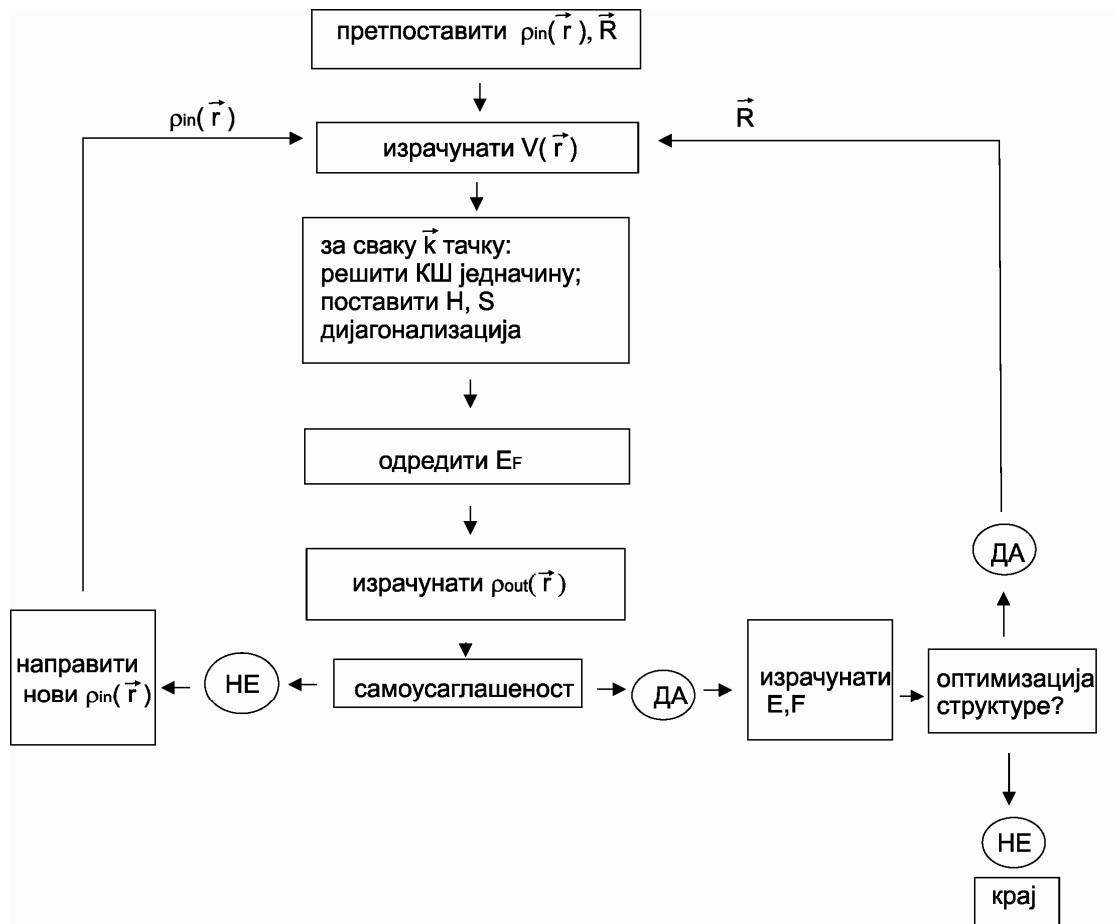 претпоставити ρin(r⃗), R⃗
ρin(r⃗)
R⃗
израчунати V(r⃗)
за сваку k⃗ тачку:
решити КШ једначину;
поставити H, S
дијагонализација
одредити EF
израчунати ρout(r⃗)
самоусаглашеност
НЕ
направити
нови ρin(r⃗)
ДА
израчунати
E,F
оптимизација
структуре?
ДА
НЕ
крај